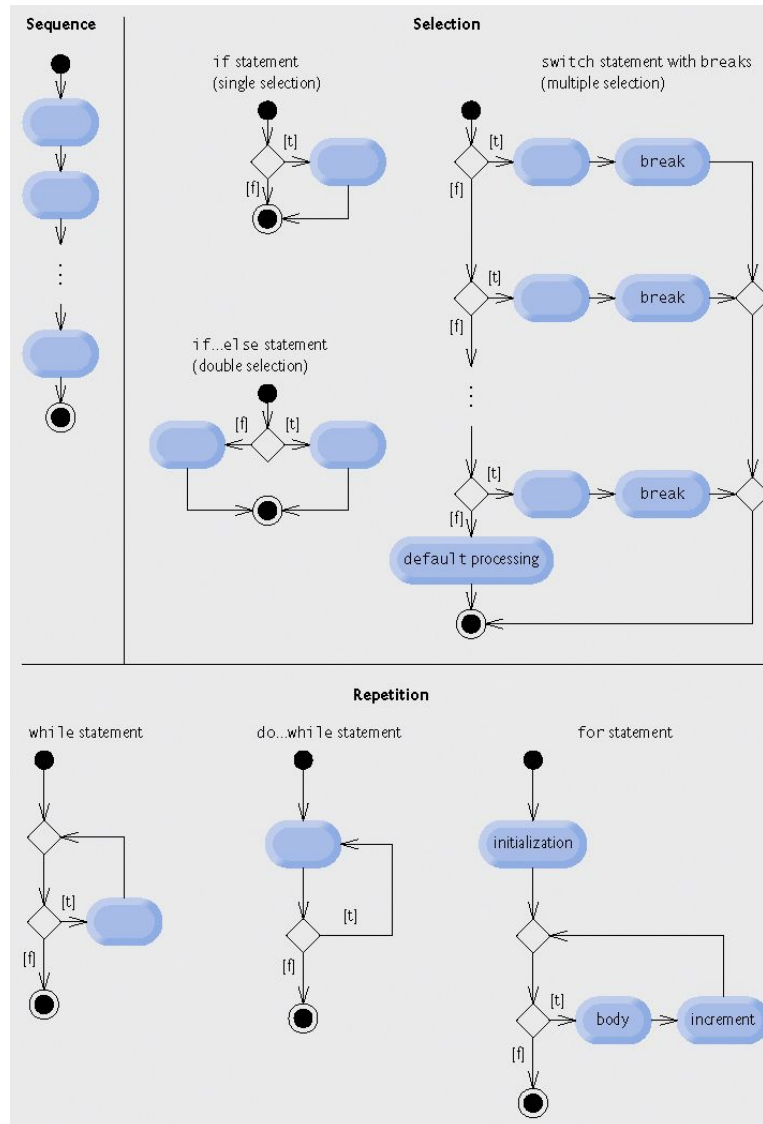 Sequence
Selection
if statement
(single selection)
[t]
[f]
switch statement with breaks
(multiple selection)
[t]
break
[f]
[t]
break
[f]
⋮
[t]
break
[f]
default processing
⋮
if...else statement
(double selection)
[f]
[t]
Repetition
while statement
[t]
[f]
do...while statement
[t]
[f]
for statement
initialization
[t]
body
increment
[f]